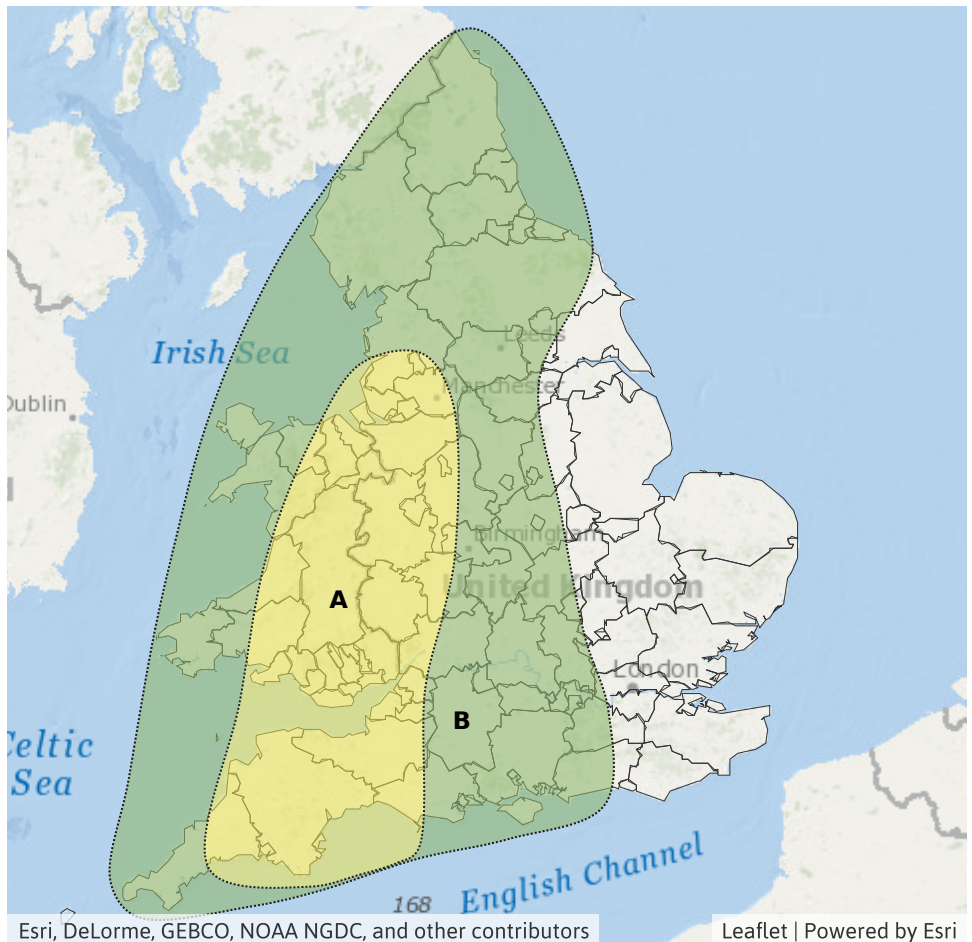 Leeds
Irish Sea
Manchester
Dublin
Birmingham
United Kingdom
A
London
B
Celtic
Sea
English Channel
168
Esri, DeLorme, GEBCO, NOAA NGDC, and other contributors
Leaflet | Powered by Esri